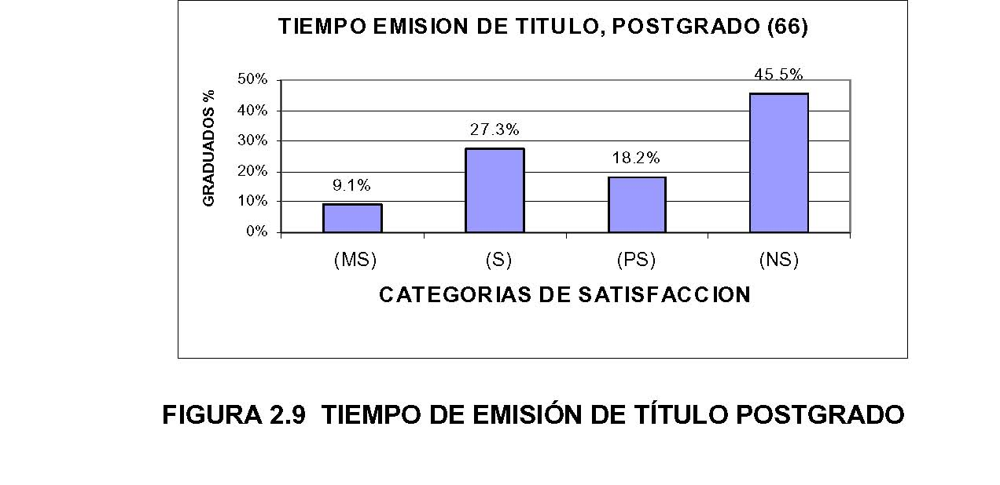 TIEMPO EMISION DE TITULO, POSTGRADO (66)
GRADUADOS %
50%
40%
30%
20%
10%
0%
9.1%
27.3%
18.2%
45.5%
(MS) (S) (PS) (NS)
CATEGORIAS DE SATISFACCION
FIGURA 2.9 TIEMPO DE EMISIÓN DE TÍTULO POSTGRADO